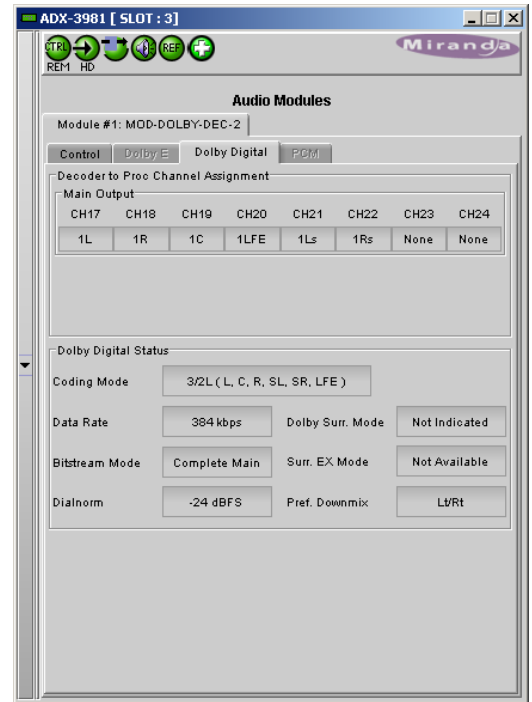 ADX-3981 [ SLOT : 3]
CTRL REF
REM HD
Miranda
Audio Modules
Module #1: MOD-DOLBY-DEC-2
Control Dolby E Dolby Digital PCM
Decoder to Proc Channel Assignment
Main Output
CH17 CH18 CH19 CH20 CH21 CH22 CH23 CH24
1L 1R 1C 1LFE 1Ls 1Rs None None
Dolby Digital Status
Coding Mode 3/2L ( L, C, R, SL, SR, LFE )
Data Rate 384 kbps Dolby Surr. Mode Not Indicated
Bitstream Mode Complete Main Surr. EX Mode Not Available
Dialnorm -24 dBFS Pref. Downmix Lt/Rt